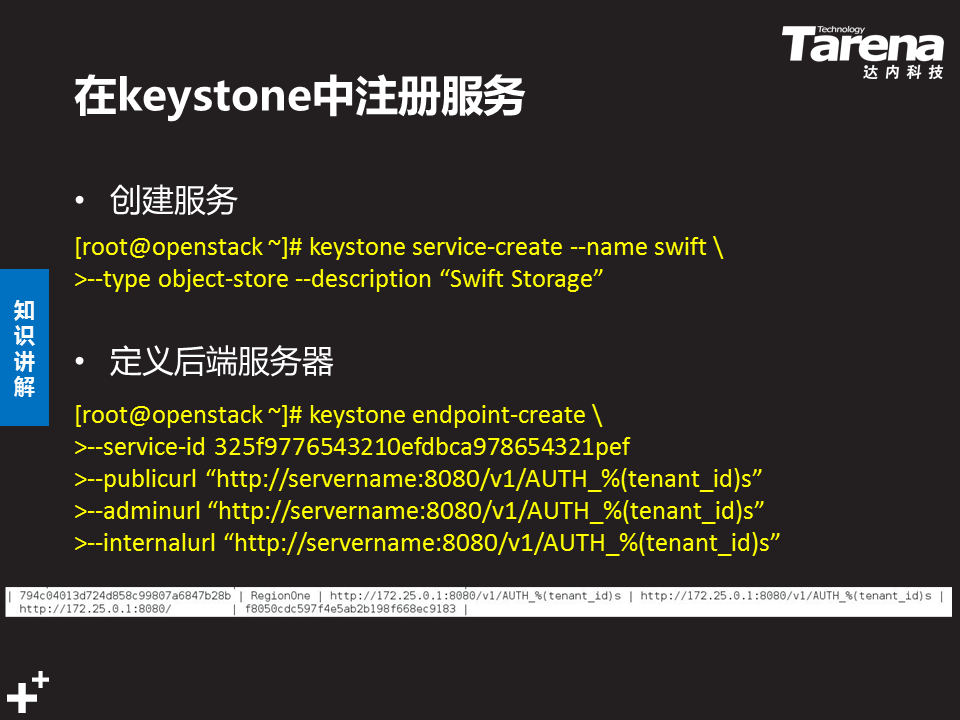 Technology
Tarena
达内科技
在keystone中注册服务
• 创建服务
[root@openstack ~]# keystone service-create --name swift \
>--type object-store --description “Swift Storage”
知识讲解
• 定义后端服务器
[root@openstack ~]# keystone endpoint-create \
>--service-id 325f9776543210efdbca978654321pef
>--publicurl “http://servername:8080/v1/AUTH_%(tenant_id)s”
>--adminurl “http://servername:8080/v1/AUTH_%(tenant_id)s”
>--internalurl “http://servername:8080/v1/AUTH_%(tenant_id)s”
| 794c04013d724d858c99807a6847b28b | RegionOne | http://172.25.0.1:8080/v1/AUTH_%(tenant_id)s | http://172.25.0.1:8080/v1/AUTH_%(tenant_id)s |
http://172.25.0.1:8080/ | f8050cdc597f4e5ab2b198f668ec9183 |